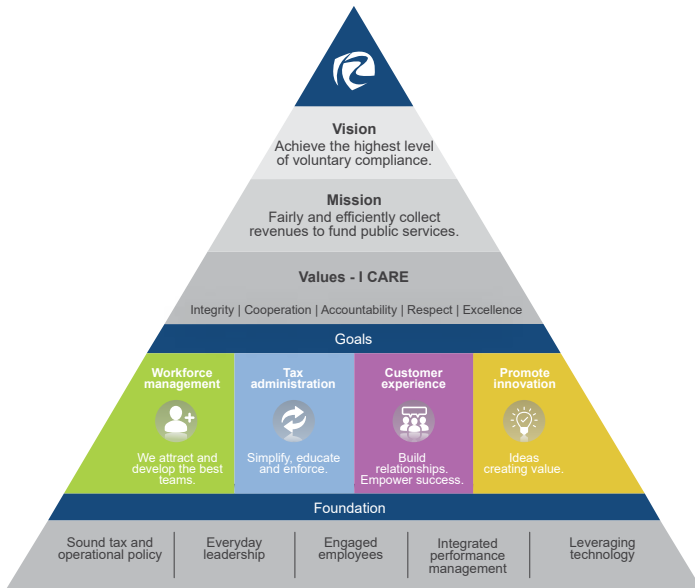 Vision
Achieve the highest level
of voluntary compliance.
Mission
Fairly and efficiently collect
revenues to fund public services.
Values - I CARE
Integrity | Cooperation | Accountability | Respect | Excellence
Goals
Workforce
management
We attract and
develop the best
teams.
Tax
administration
Simplify, educate
and enforce.
Customer
experience
Build
relationships.
Empower success.
Promote
innovation
Ideas
creating value.
Foundation
Sound tax and
operational policy
Everyday
leadership
Engaged
employees
Integrated
performance
management
Leveraging
technology